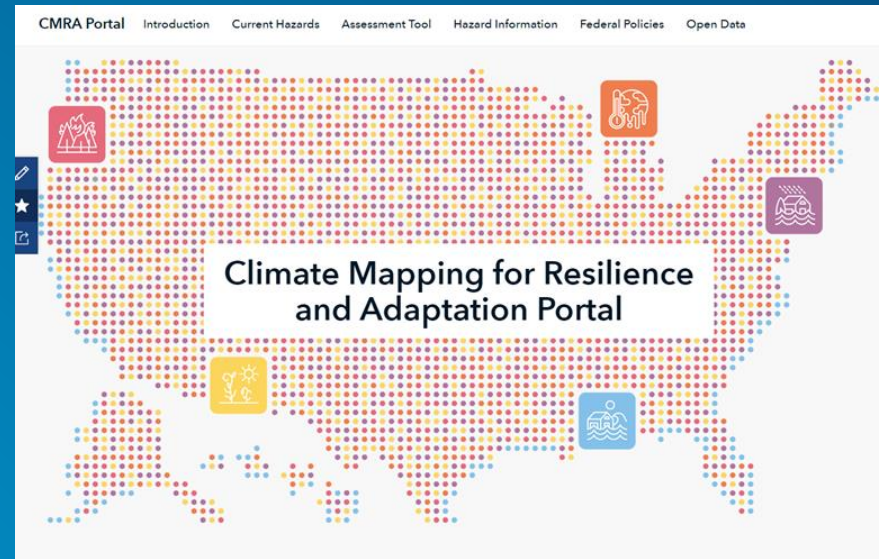 CMRA Portal Introduction Current Hazards Assessment Tool Hazard Information Federal Policies Open Data
Climate Mapping for Resilience
and Adaptation Portal